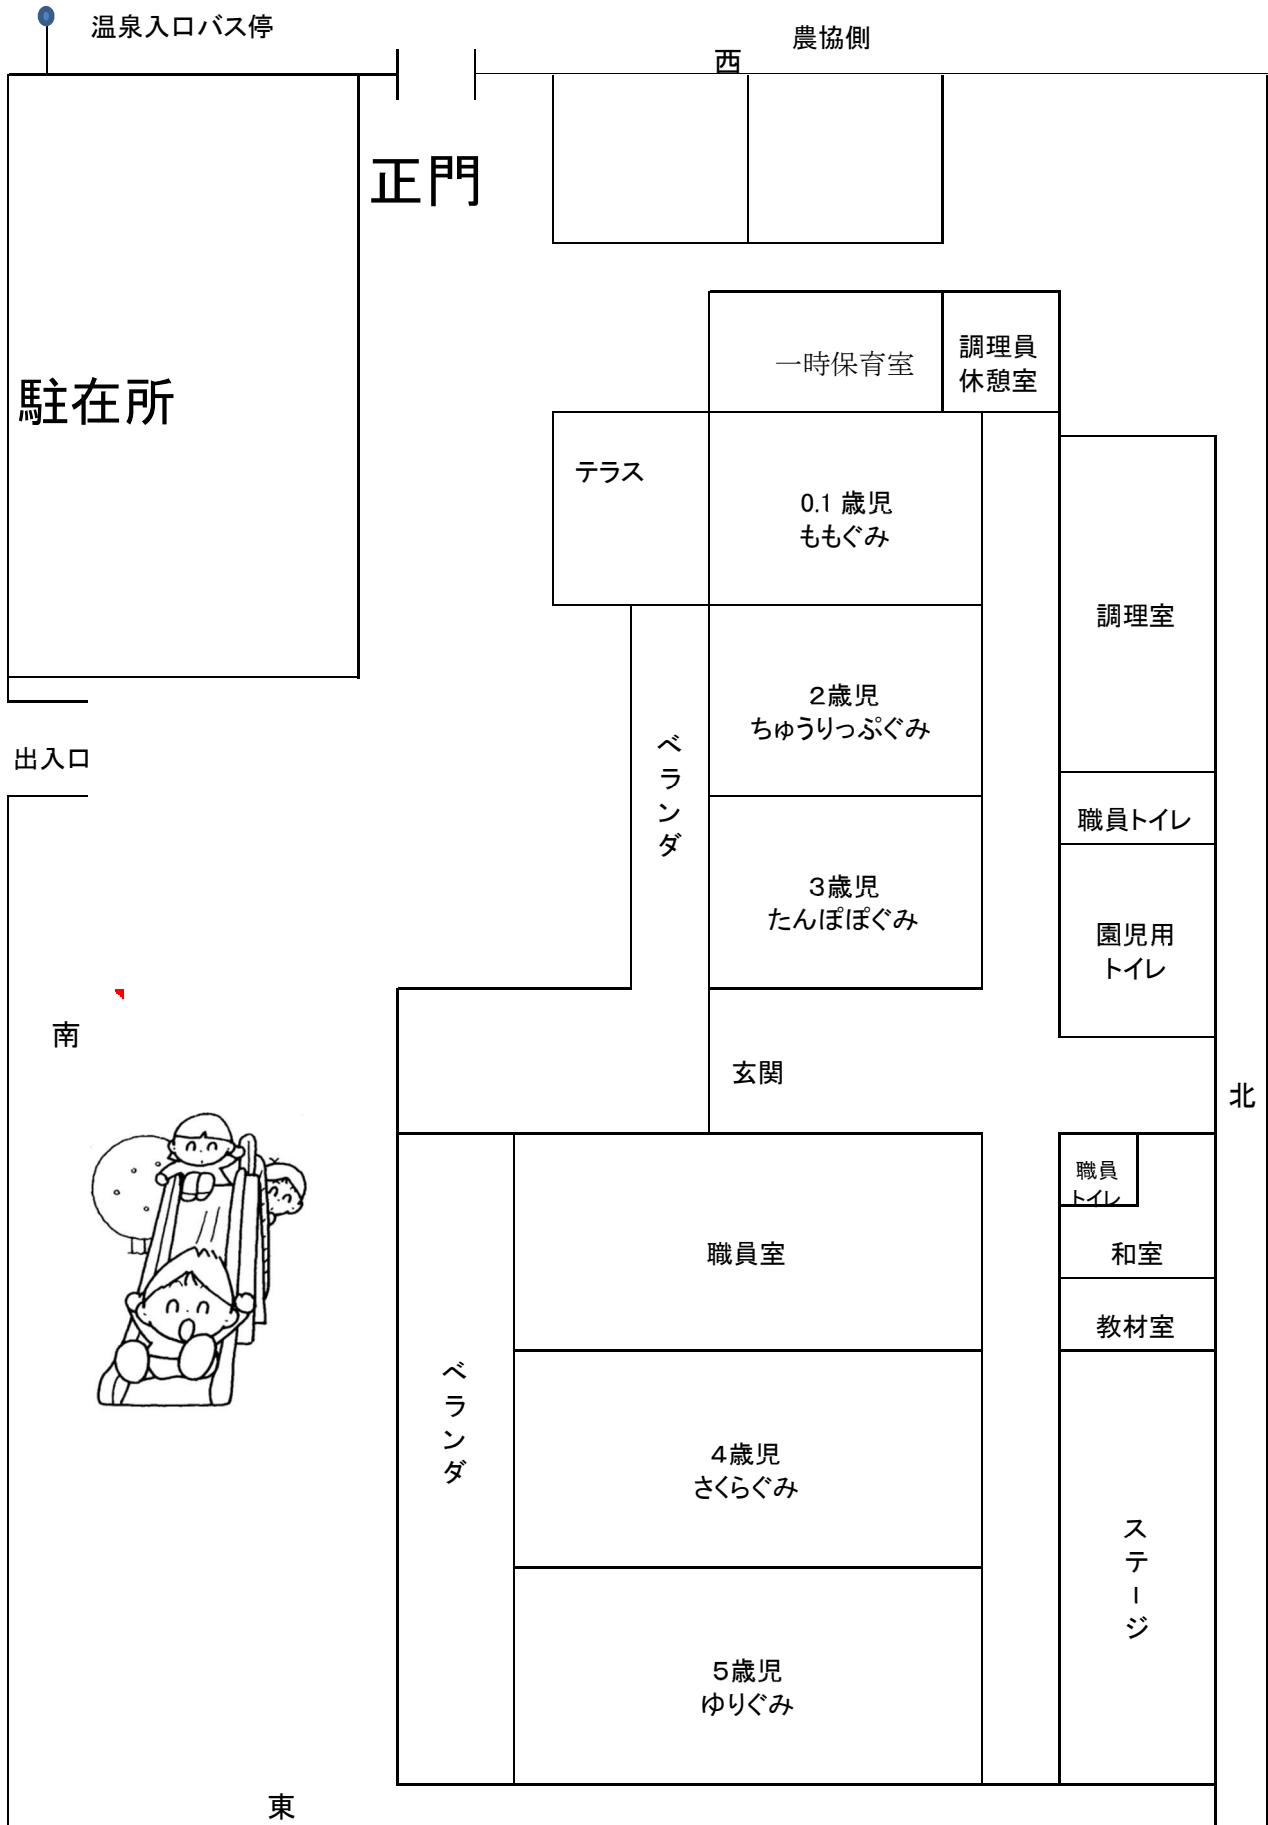 温泉入口バス停
農協側
西
正門
一時保育室
調理員
休憩室
駐在所
テラス
0.1 歳児
ももぐみ
調理室
2歳児
ちゅうりっぷぐみ
ベランダ
出入口
職員トイレ
3歳児
たんぽぽぐみ
園児用
トイレ
南
玄関
北
職員
トイレ
職員室
和室
教材室
ベランダ
4歳児
さくらぐみ
ステージ
5歳児
ゆりぐみ
東